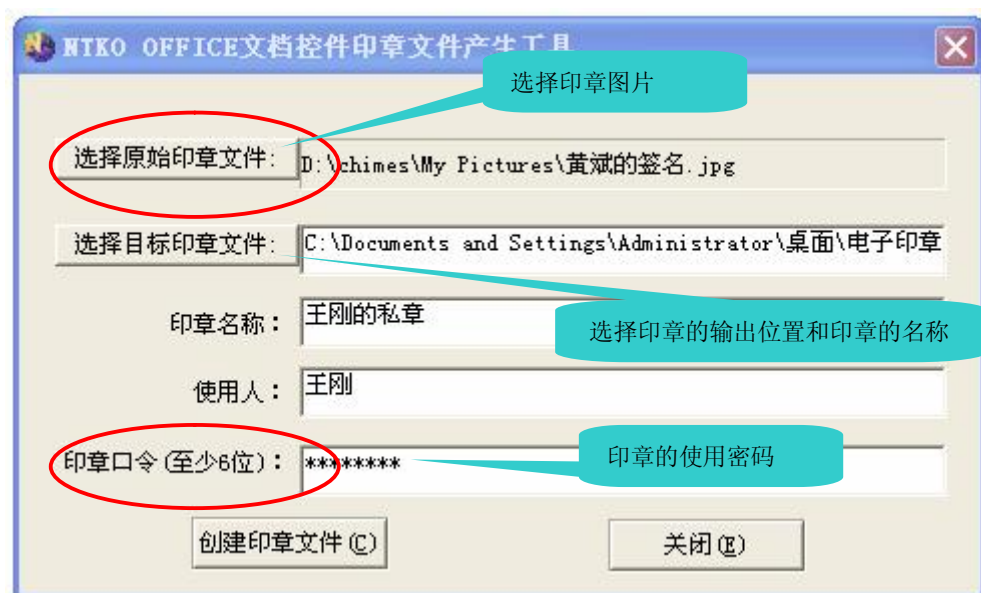 NTKO OFFICE文档控件印章文件产生工具
选择印章图片
选择原始印章文件:
D:\chimes\My Pictures\黄斌的签名.jpg
选择目标印章文件:
C:\Documents and Settings\Administrator\桌面\电子印章
印章名称：
王刚的私章
选择印章的输出位置和印章的名称
使用人：
王刚
印章口令(至少6位)：
********
印章的使用密码
创建印章文件(C)
关闭(E)